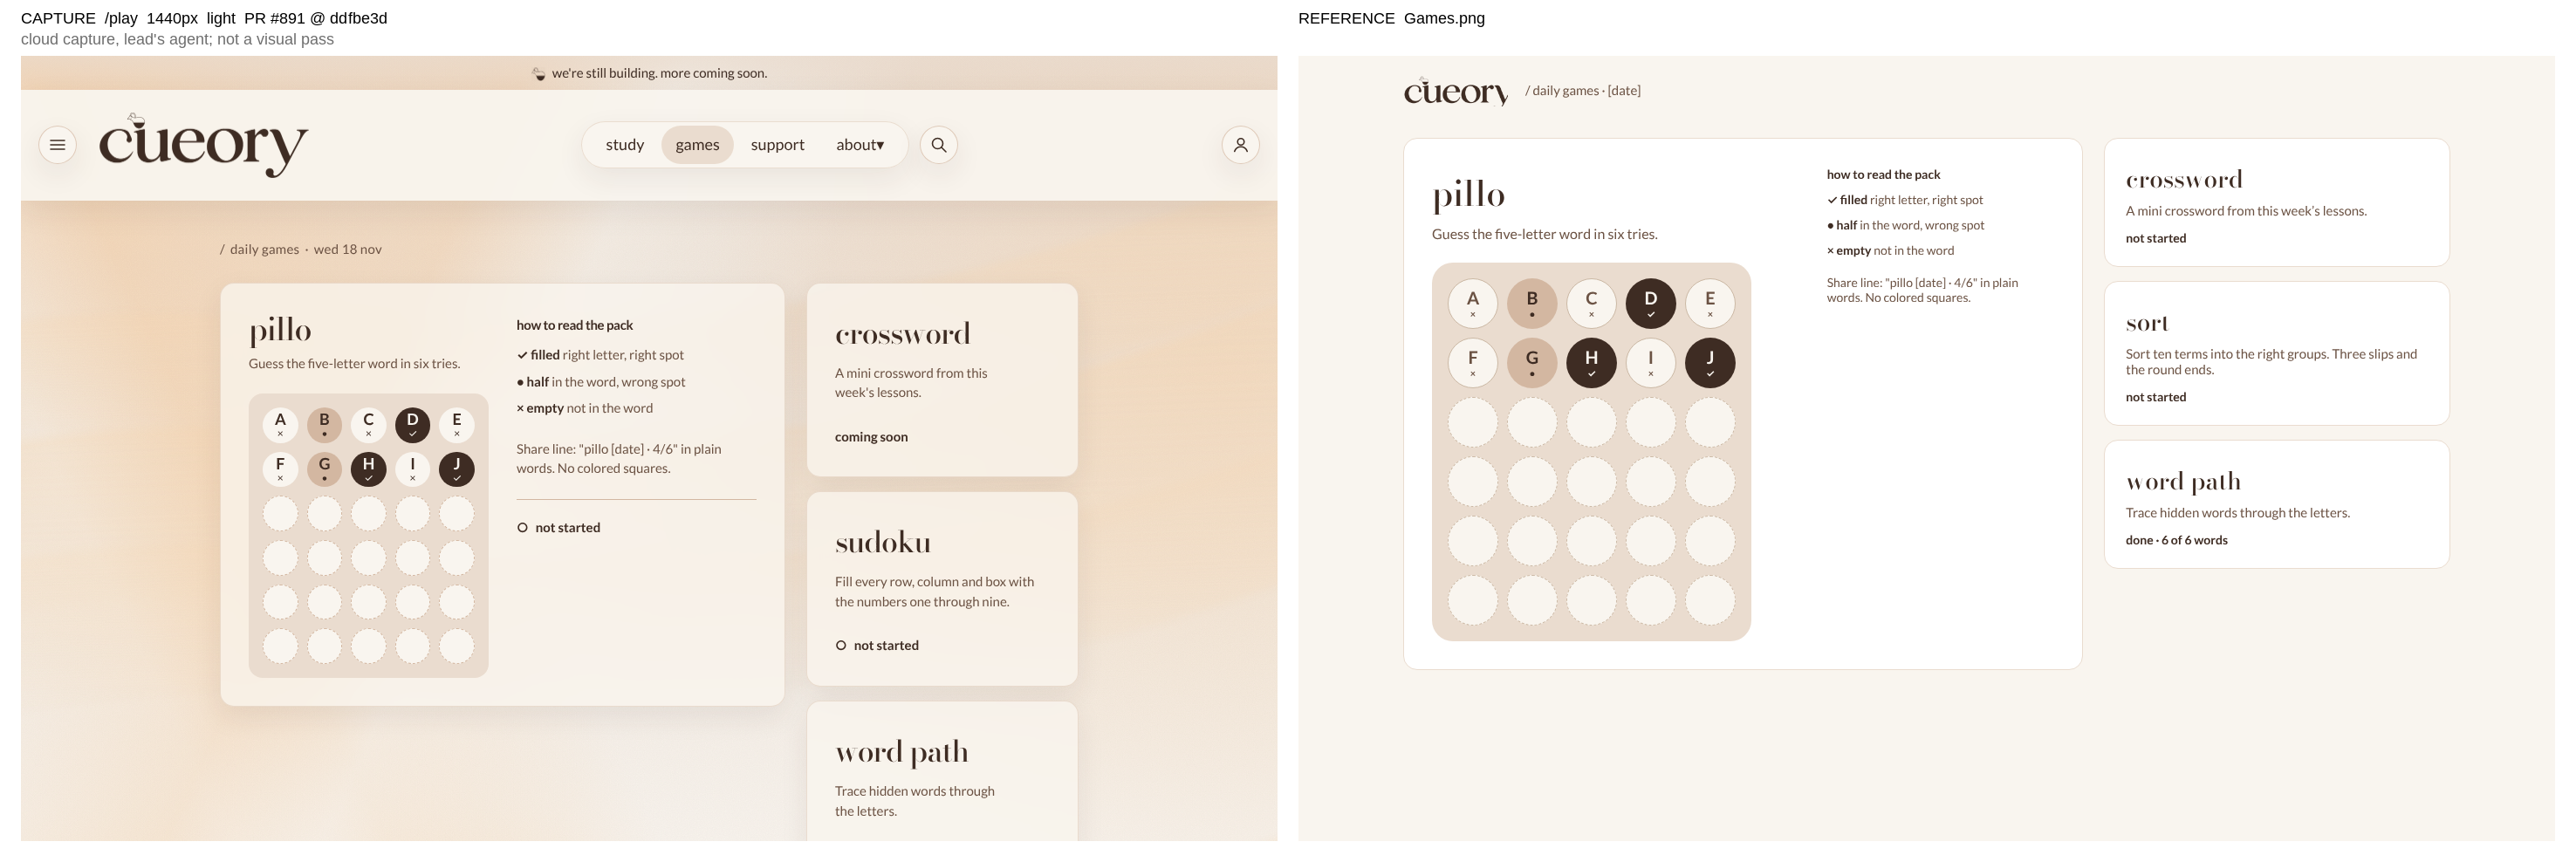 CAPTURE /play 1440px light PR #891 @ ddfbe3d
cloud capture, lead's agent; not a visual pass
we're still building. more coming soon.
cueory
study games support about▾
/ daily games · wed 18 nov
pillo
Guess the five-letter word in six tries.
A × B • C × D ✓ E ×
F × G • H ✓ I × J ✓
how to read the pack
✓ filled right letter, right spot
• half in the word, wrong spot
× empty not in the word
Share line: "pillo [date] · 4/6" in plain
words. No colored squares.
not started
crossword
A mini crossword from this
week's lessons.
coming soon
sudoku
Fill every row, column and box with
the numbers one through nine.
not started
word path
Trace hidden words through
the letters.
REFERENCE Games.png
cueory / daily games · [date]
pillo
Guess the five-letter word in six tries.
A × B • C × D ✓ E ×
F × G • H ✓ I × J ✓
how to read the pack
✓ filled right letter, right spot
• half in the word, wrong spot
× empty not in the word
Share line: "pillo [date] · 4/6" in plain
words. No colored squares.
crossword
A mini crossword from this week's lessons.
not started
sort
Sort ten terms into the right groups. Three slips and
the round ends.
not started
word path
Trace hidden words through the letters.
done · 6 of 6 words